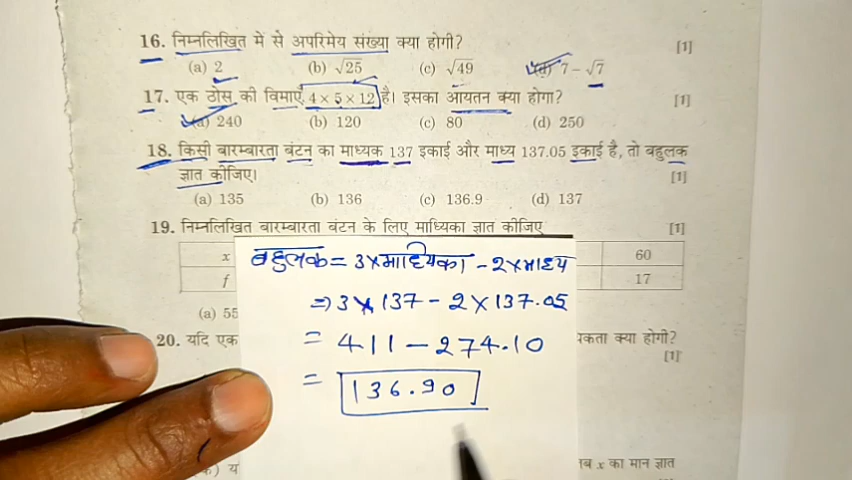 16. निम्नलिखित में से अपरिमेय संख्या क्या होगी? [1]
(a) 2 (b) √25 (c) √49 (d) 7 – √7
17. एक ठोस की विमाएँ 4 × 5 × 12 है। इसका आयतन क्या होगा? [1]
(a) 240 (b) 120 (c) 80 (d) 250
18. किसी बारम्बारता बंटन का माध्यक 137 इकाई और माध्य 137.05 इकाई है, तो बहुलक
ज्ञात कीजिए। [1]
(a) 135 (b) 136 (c) 136.9 (d) 137
19. निम्नलिखित बारम्बारता बंटन के लिए माध्यिका ज्ञात कीजिए [1]
x 60
f 17
(a) 55
बहुलक = 3 × माध्यिका - 2 × माध्य
⇒ 3 × 137 - 2 × 137.05
= 411 - 274.10
= 136.90
20. यदि एक यकता क्या होगी?
[1]
) य तब x का मान ज्ञात